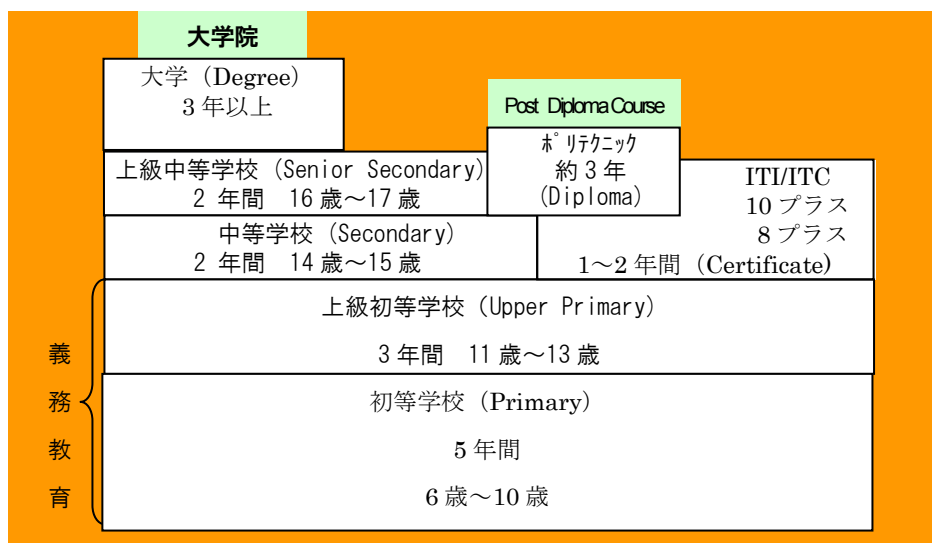 大学院
大学（Degree）
3 年以上
Post Diploma Course
ﾎﾟﾘﾃｸﾆｯｸ
約３年
(Diploma)
上級中等学校（Senior Secondary）
2 年間　16 歳～17 歳
ITI/ITC
10 プラス
8 プラス
1～2 年間（Certificate)
中等学校（Secondary）
2 年間　14 歳～15 歳
上級初等学校（Upper Primary）
3 年間　11 歳～13 歳
初等学校（Primary）
5 年間
6 歳～10 歳
義
務
教
育